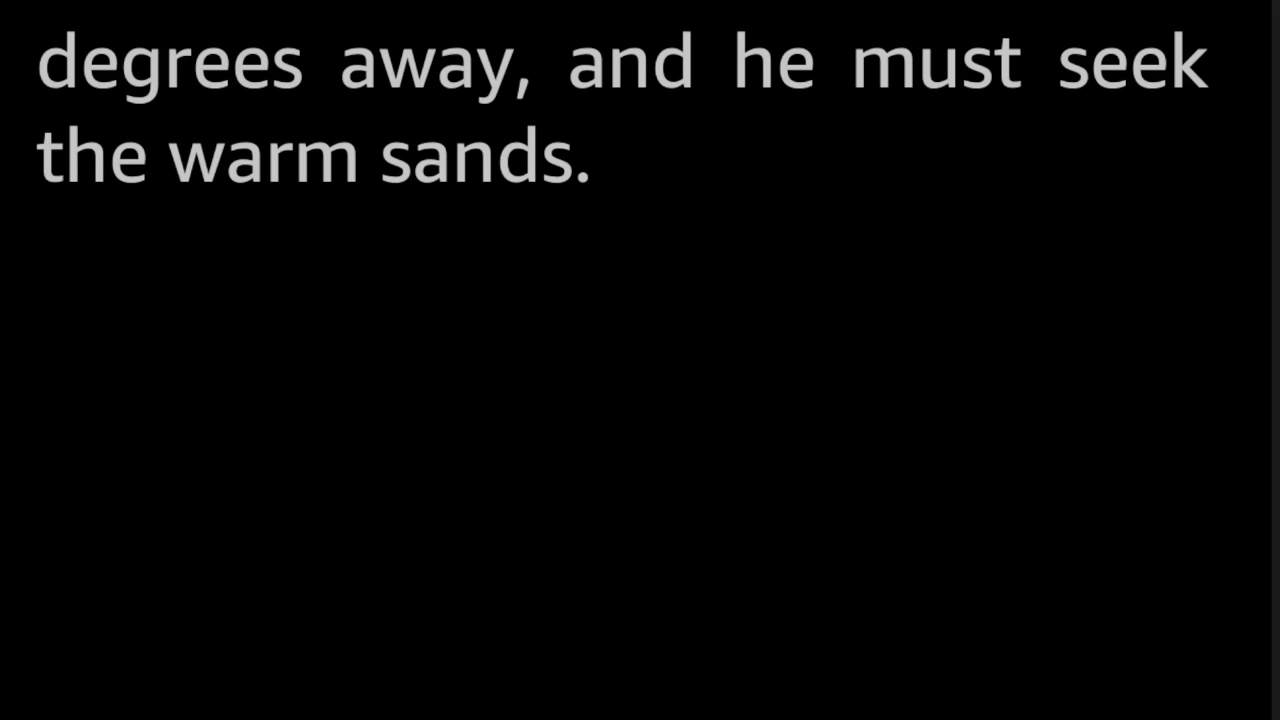 degrees away, and he must seek
the warm sands.